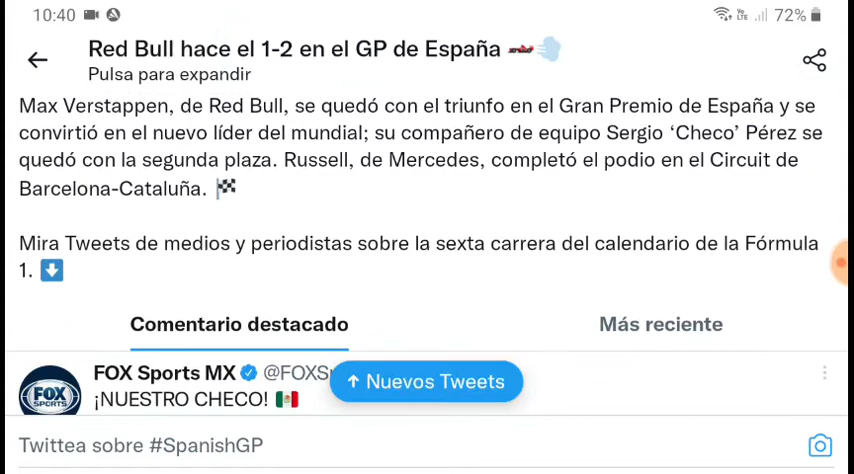 10:40
Vo LTE 72%
Red Bull hace el 1-2 en el GP de España
Pulsa para expandir
Max Verstappen, de Red Bull, se quedó con el triunfo en el Gran Premio de España y se
convirtió en el nuevo líder del mundial; su compañero de equipo Sergio ‘Checo’ Pérez se
quedó con la segunda plaza. Russell, de Mercedes, completó el podio en el Circuit de
Barcelona-Cataluña.
Mira Tweets de medios y periodistas sobre la sexta carrera del calendario de la Fórmula
1.
Comentario destacado
Más reciente
FOX Sports MX @FOXS
¡NUESTRO CHECO!
FOX
SPORTS
↑ Nuevos Tweets
Twittea sobre #SpanishGP